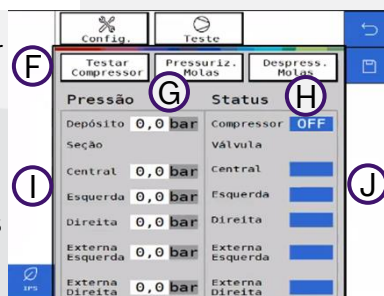 Config. Teste
F Testar Compressor Pressuriz. Molas Despress. Molas
G H
Pressão Status
Depósito 0,0 bar Compressor OFF
Seção Válvula
I Central 0,0 bar Central J
Esquerda 0,0 bar Esquerda
Direita 0,0 bar Direita
Externa Esquerda 0,0 bar Externa Esquerda
Externa Direita 0,0 bar Externa Direita
IPS